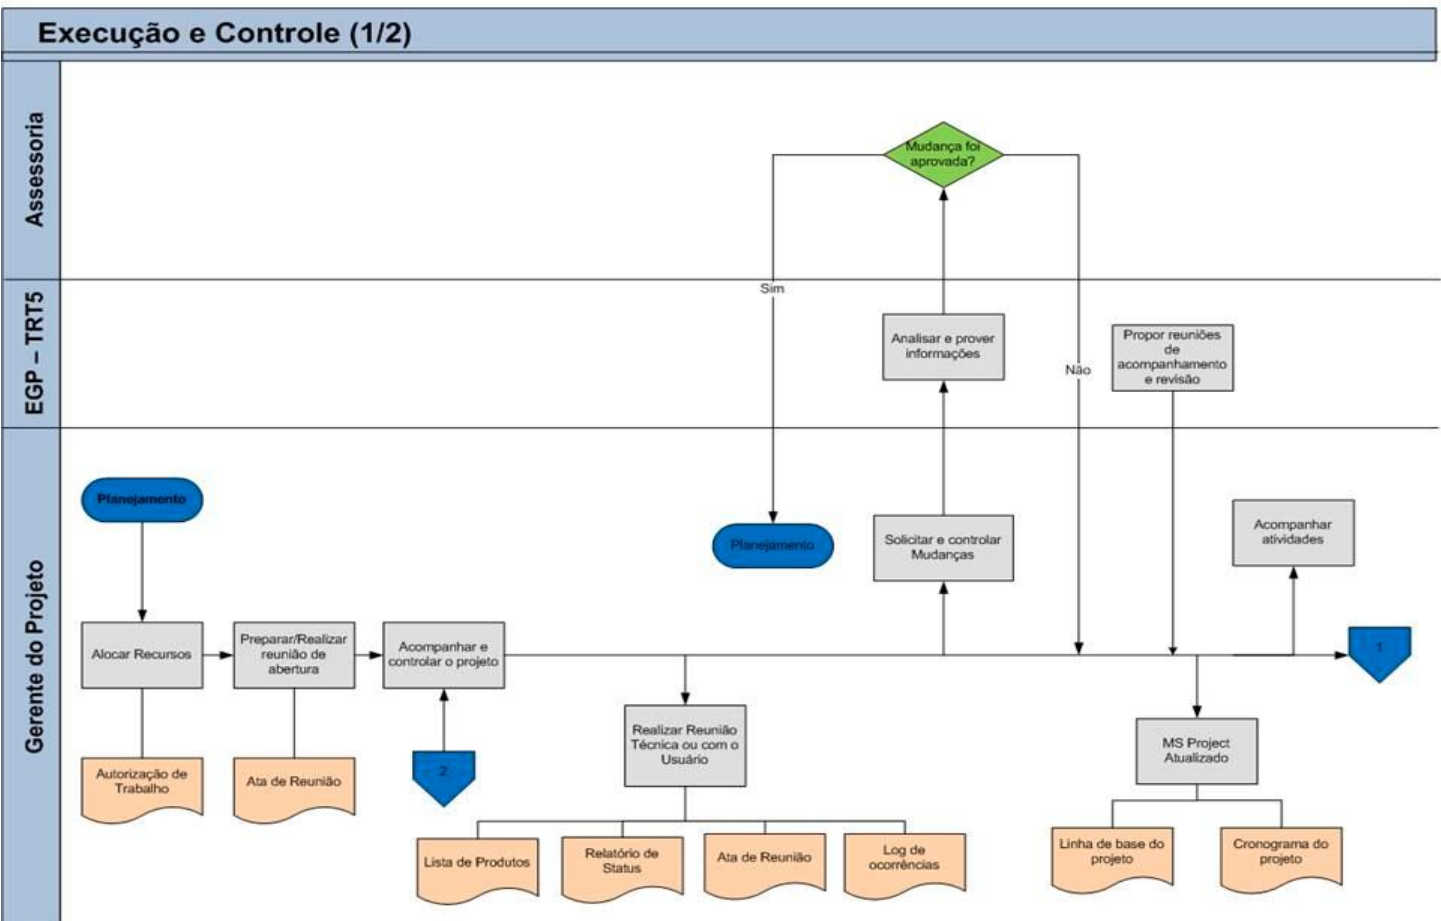 Execução e Controle (1/2)
Assessoria
Mudança foi
aprovada?
EGP – TRT5
Sim
Analisar e prover
informações
Não
Propor reuniões
de
acompanhamento
e revisão
Gerente do Projeto
Planejamento
Planejamento
Solicitar e controlar
Mudanças
Acompanhar
atividades
Alocar Recursos
Preparar/Realizar
reunião de
abertura
Acompanhar e
controlar o projeto
1
Realizar Reunião
Técnica ou com o
Usuário
MS Project
Atualizado
Autorização de
Trabalho
Ata de Reunião
2
Lista de Produtos
Relatório de
Status
Ata de Reunião
Log de
ocorrências
Linha de base do
projeto
Cronograma do
projeto